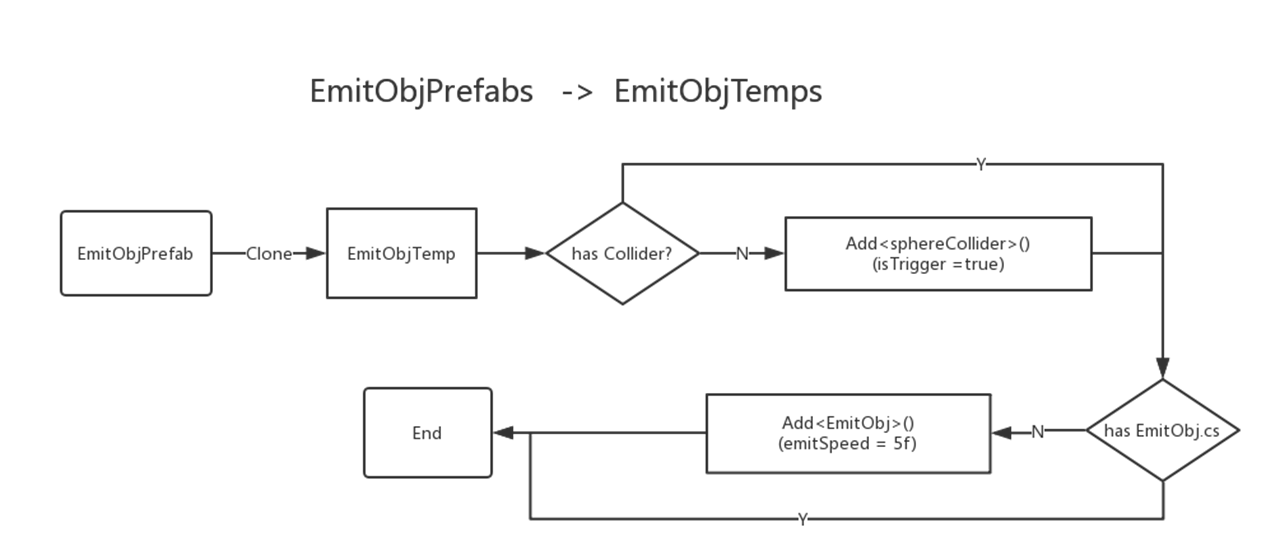 EmitObjPrefabs -> EmitObjTemps
Y
EmitObjPrefab
Clone
EmitObjTemp
has Collider?
N
Add<sphereCollider>()
(isTrigger =true)
End
Add<EmitObj>()
(emitSpeed = 5f)
N
has EmitObj.cs
Y